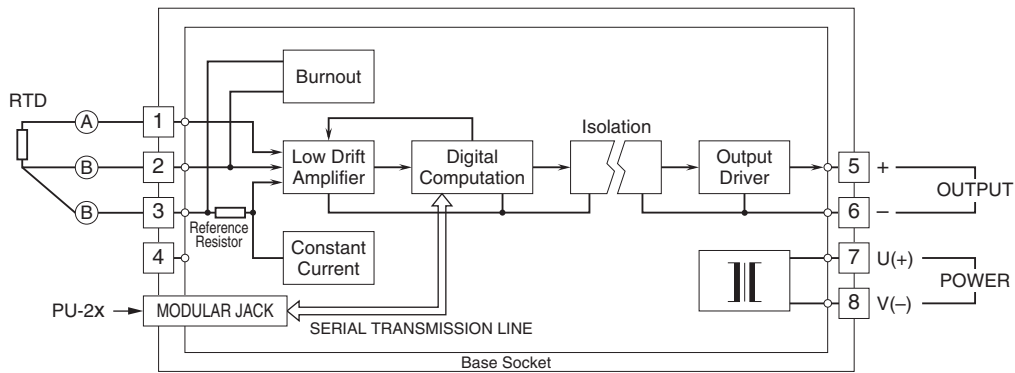 RTD
A
B
B
1
2
3
4
Burnout
Low Drift
Amplifier
Digital
Computation
Isolation
Output
Driver
Reference
Resistor
Constant
Current
5
+
6
–
OUTPUT
7
U(+)
8
V(–)
POWER
PU-2x
MODULAR JACK
SERIAL TRANSMISSION LINE
Base Socket